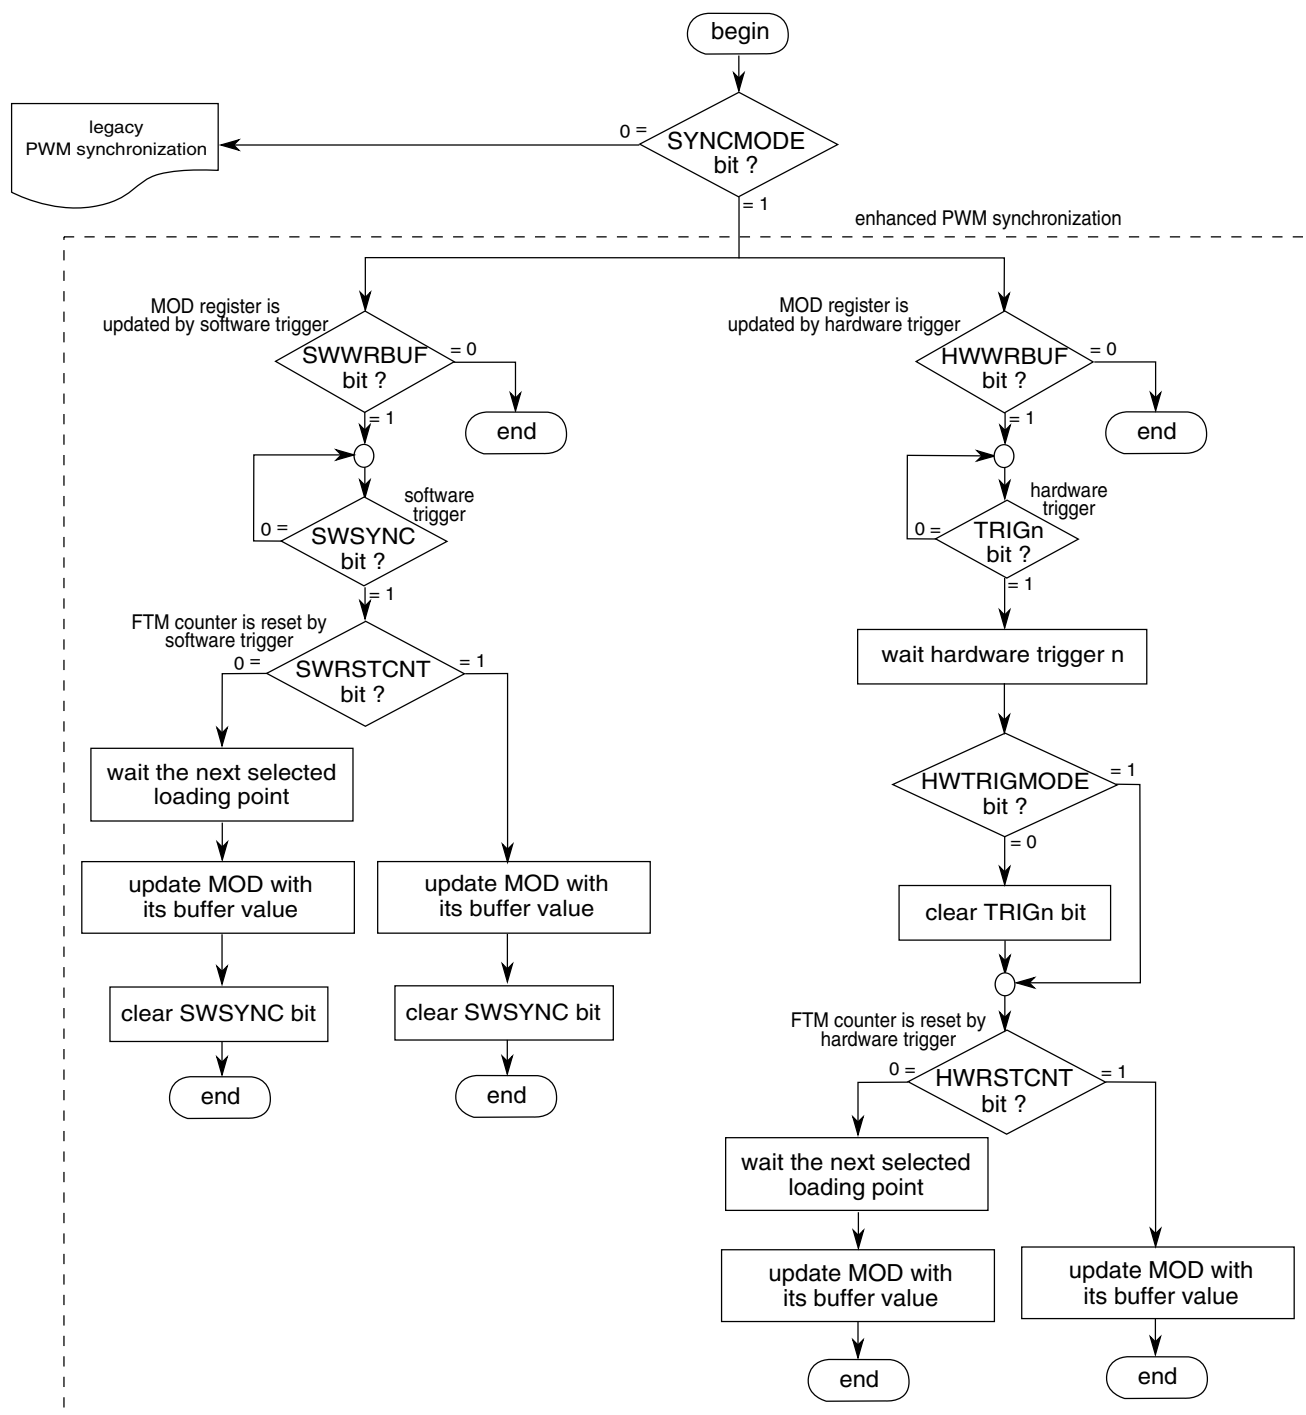 begin
legacy
PWM synchronization
0 =
SYNCMODE
bit ?
= 1
enhanced PWM synchronization
MOD register is
updated by software trigger
SWWRBUF
bit ?
= 0
end
= 1
software
trigger
0 =
SWSYNC
bit ?
= 1
FTM counter is reset by
software trigger
0 =
SWRSTCNT
bit ?
= 1
wait the next selected
loading point
update MOD with
its buffer value
clear SWSYNC bit
end
update MOD with
its buffer value
clear SWSYNC bit
end
MOD register is
updated by hardware trigger
HWWRBUF
bit ?
= 0
end
= 1
hardware
trigger
0 =
TRIGn
bit ?
= 1
wait hardware trigger n
HWTRIGMODE
bit ?
= 1
= 0
clear TRIGn bit
FTM counter is reset by
hardware trigger
0 =
HWRSTCNT
bit ?
= 1
wait the next selected
loading point
update MOD with
its buffer value
end
update MOD with
its buffer value
end